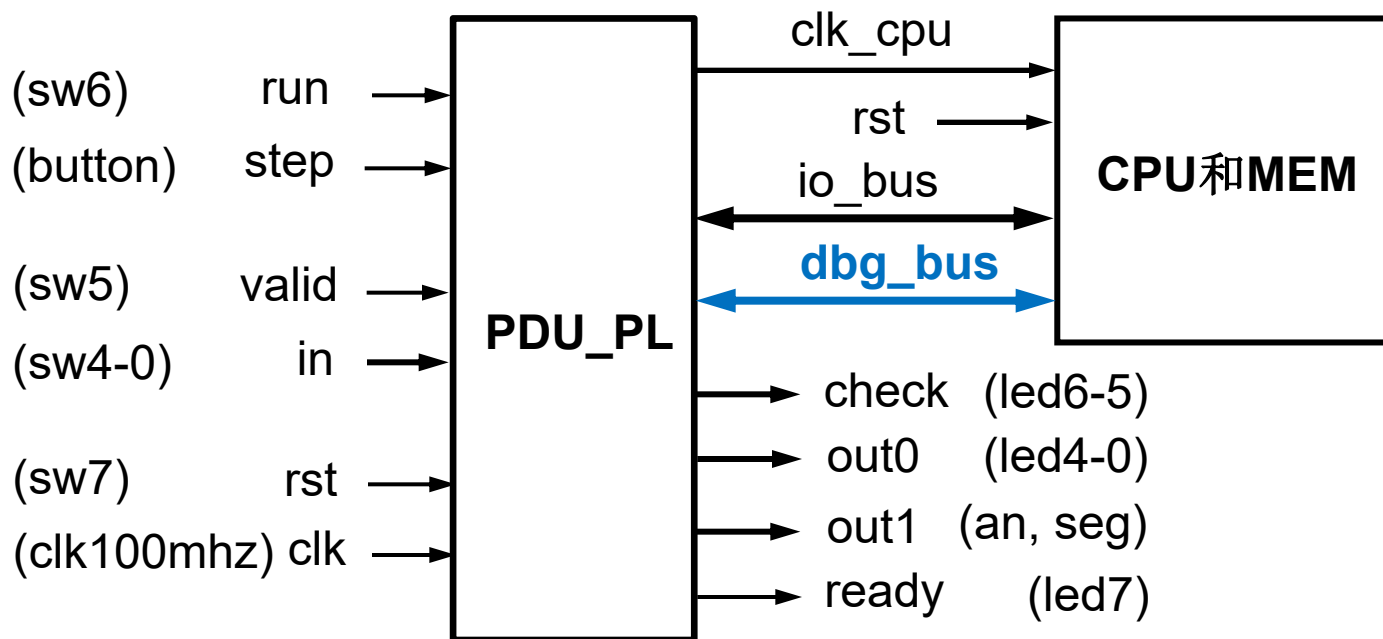 (sw6) run
(button) step
(sw5) valid
(sw4-0) in
(sw7) rst
(clk100mhz) clk
PDU_PL
clk_cpu
rst
io_bus
dbg_bus
CPU和MEM
check (led6-5)
out0 (led4-0)
out1 (an, seg)
ready (led7)